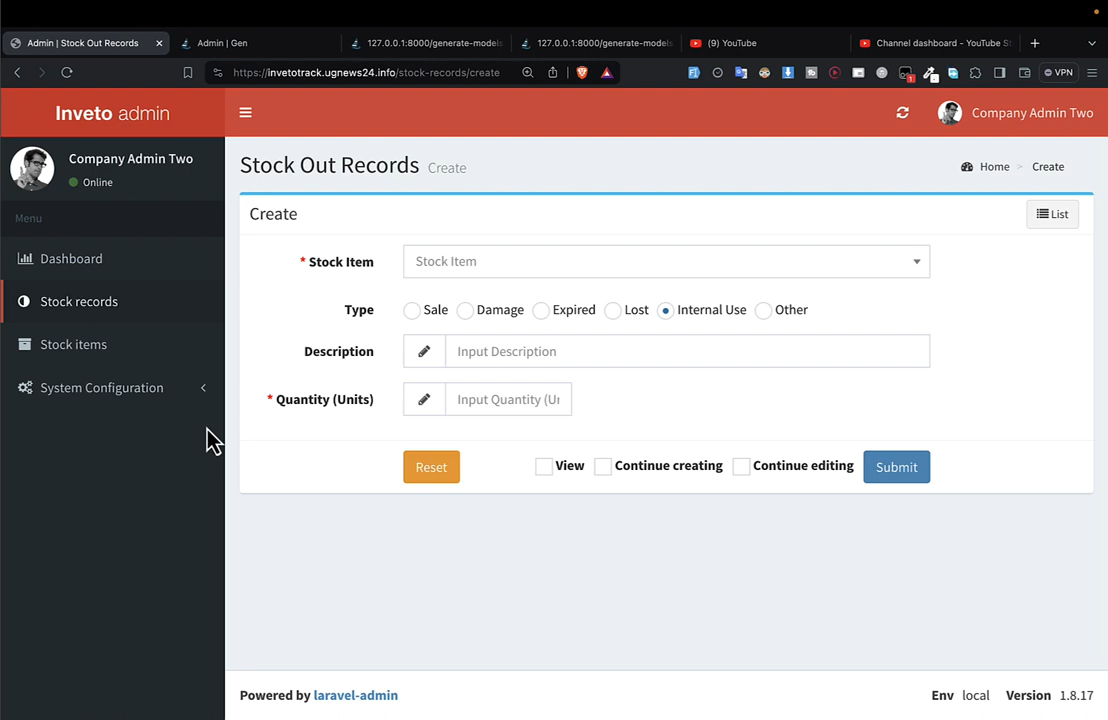 Admin | Stock Out Records
Admin | Gen
127.0.0.1:8000/generate-models
127.0.0.1:8000/generate-models
(9) YouTube
Channel dashboard - YouTube St
https://invetotrack.ugnews24.info/stock-records/create
1
VPN
Inveto admin
Company Admin Two
Company Admin Two
Online
Menu
Dashboard
Stock records
Stock items
System Configuration
Stock Out Records Create
Home > Create
Create
List
* Stock Item
Stock Item
Type
Sale Damage Expired Lost Internal Use Other
Description
Input Description
* Quantity (Units)
Input Quantity (Ur
Reset
View Continue creating Continue editing Submit
Powered by laravel-admin
Env local Version 1.8.17